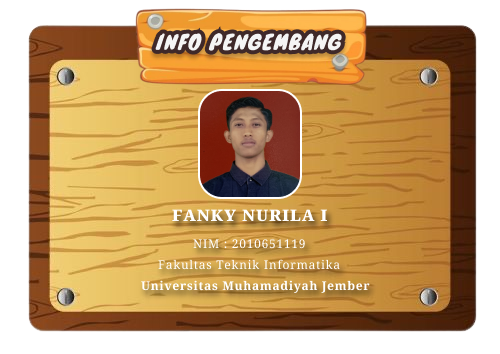 INFO PENGEMBANG
FANKY NURILA I
NIM : 2010651119
Fakultas Teknik Informatika
Universitas Muhamadiyah Jember